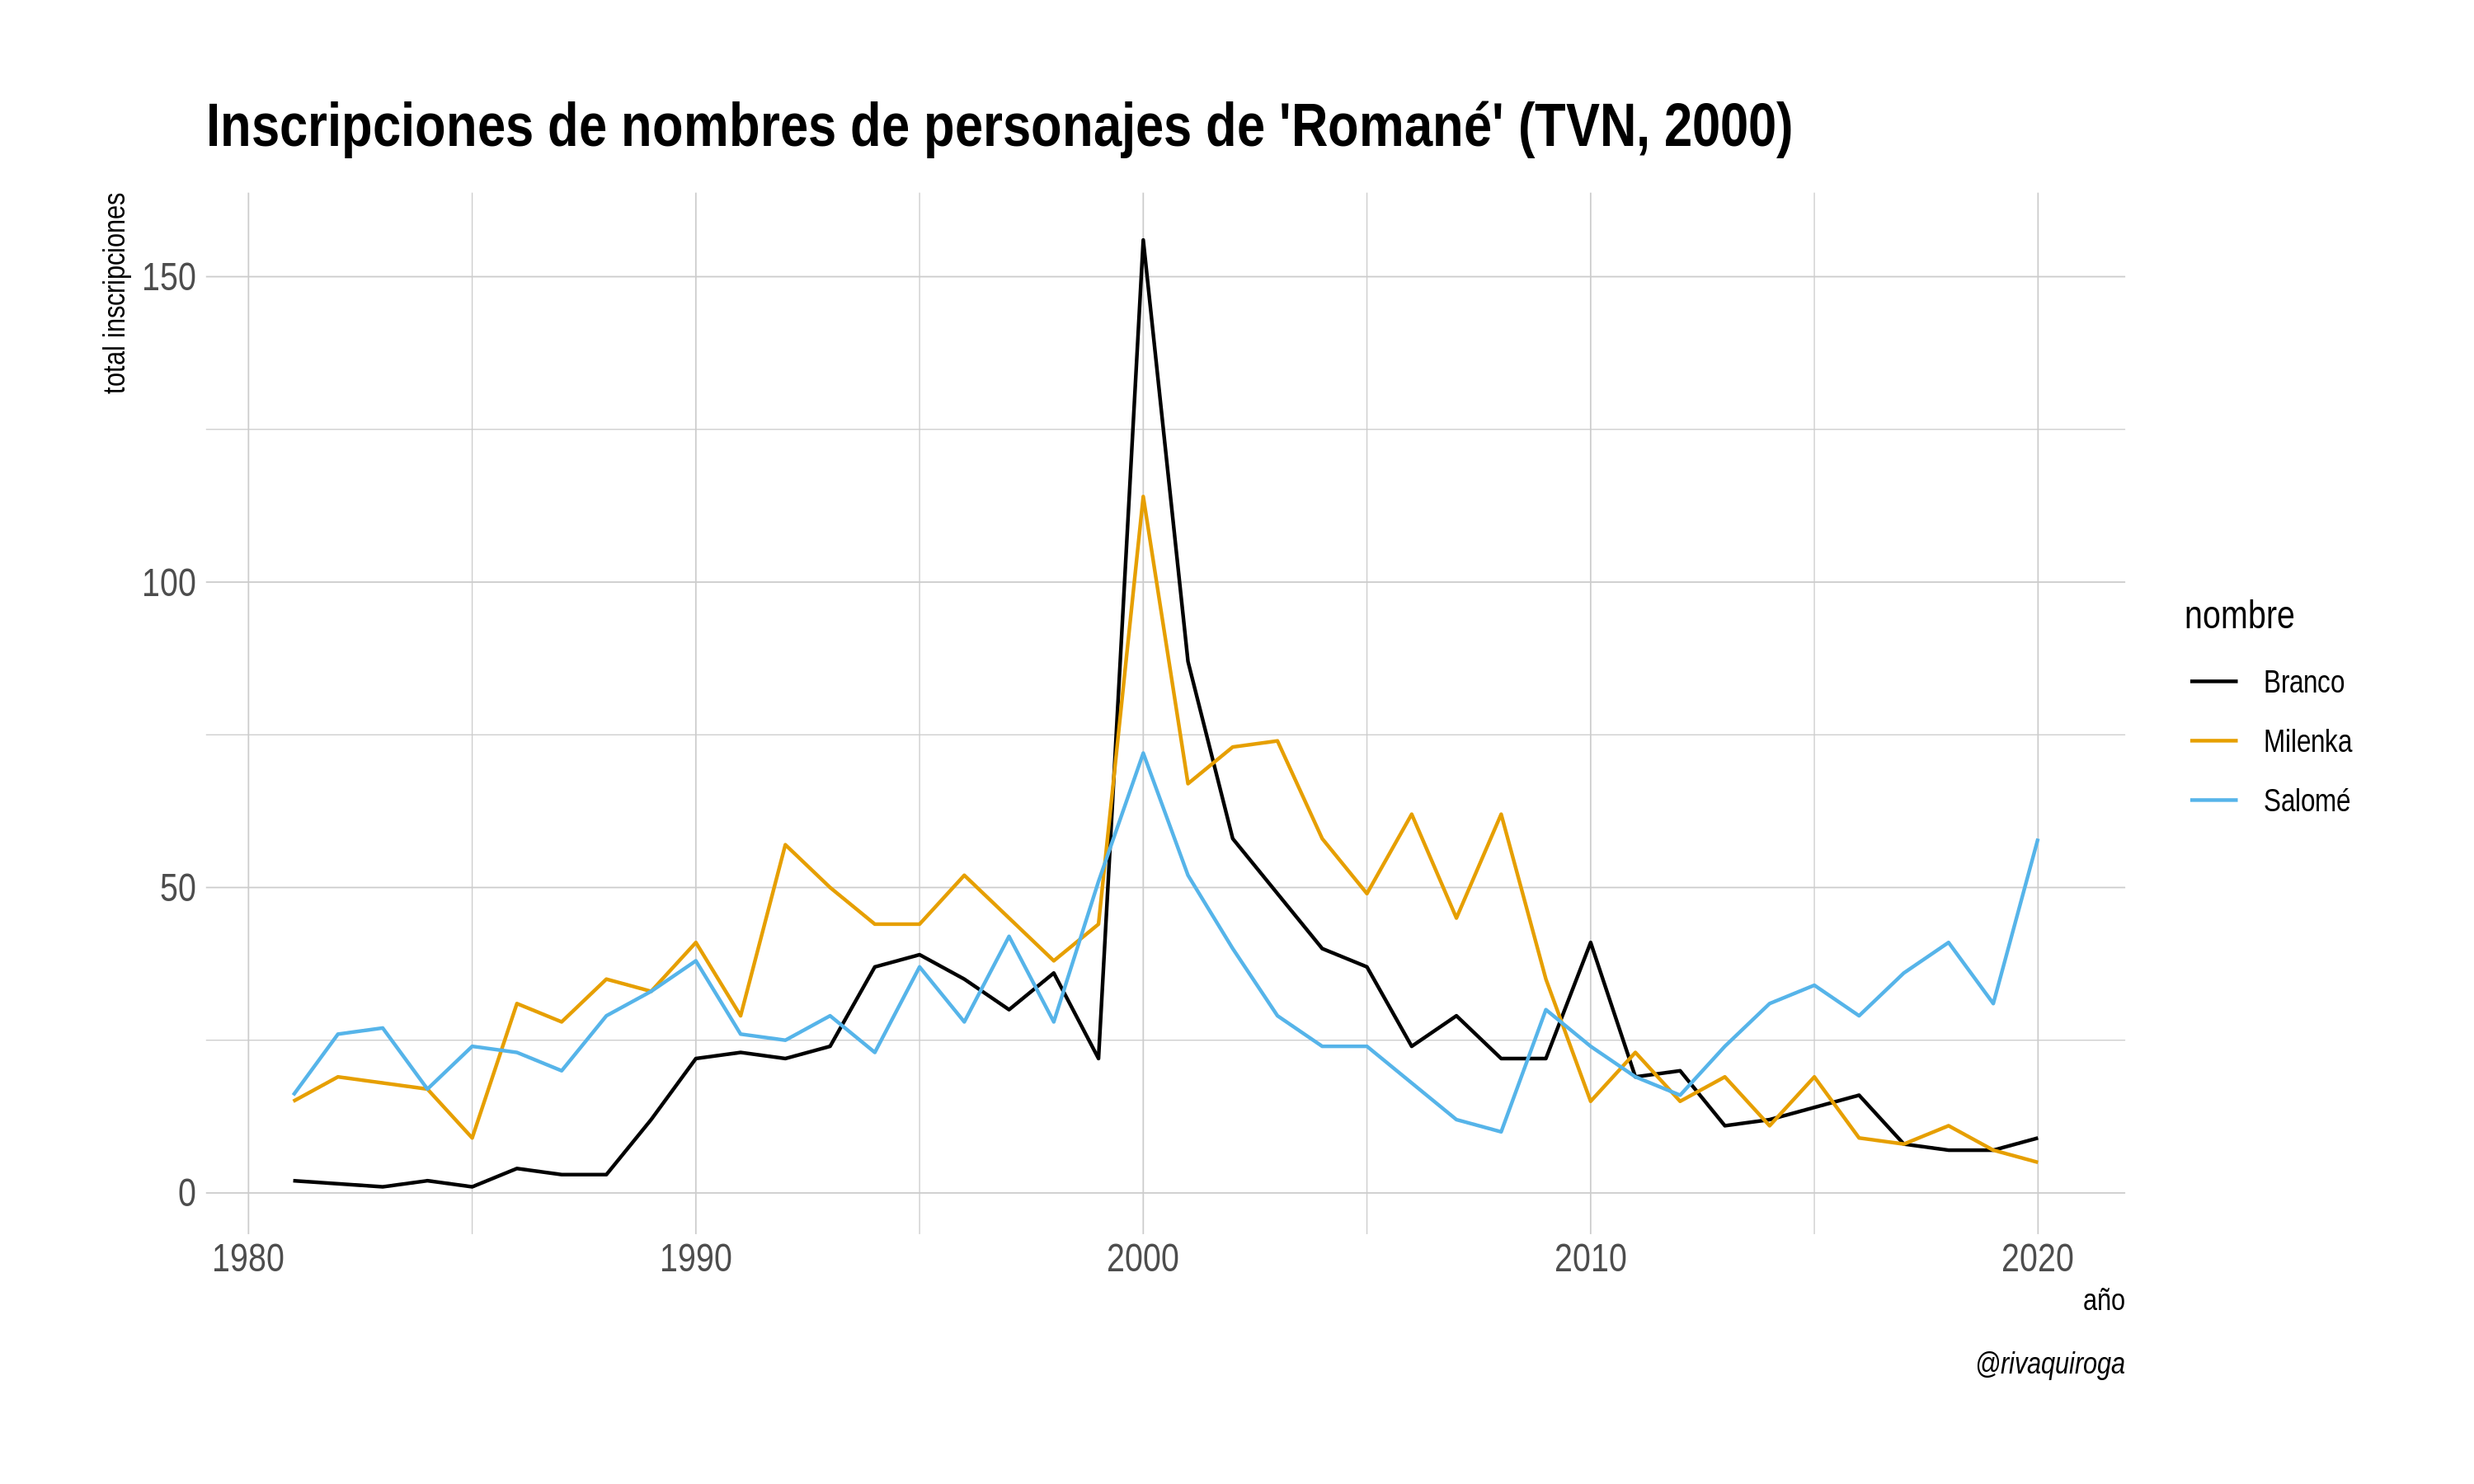 Inscripciones de nombres de personajes de 'Romané' (TVN, 2000)
total inscripciones
150
100
50
0
1980 1990 2000 2010 2020
año
nombre
Branco
Milenka
Salomé
@rivaquiroga